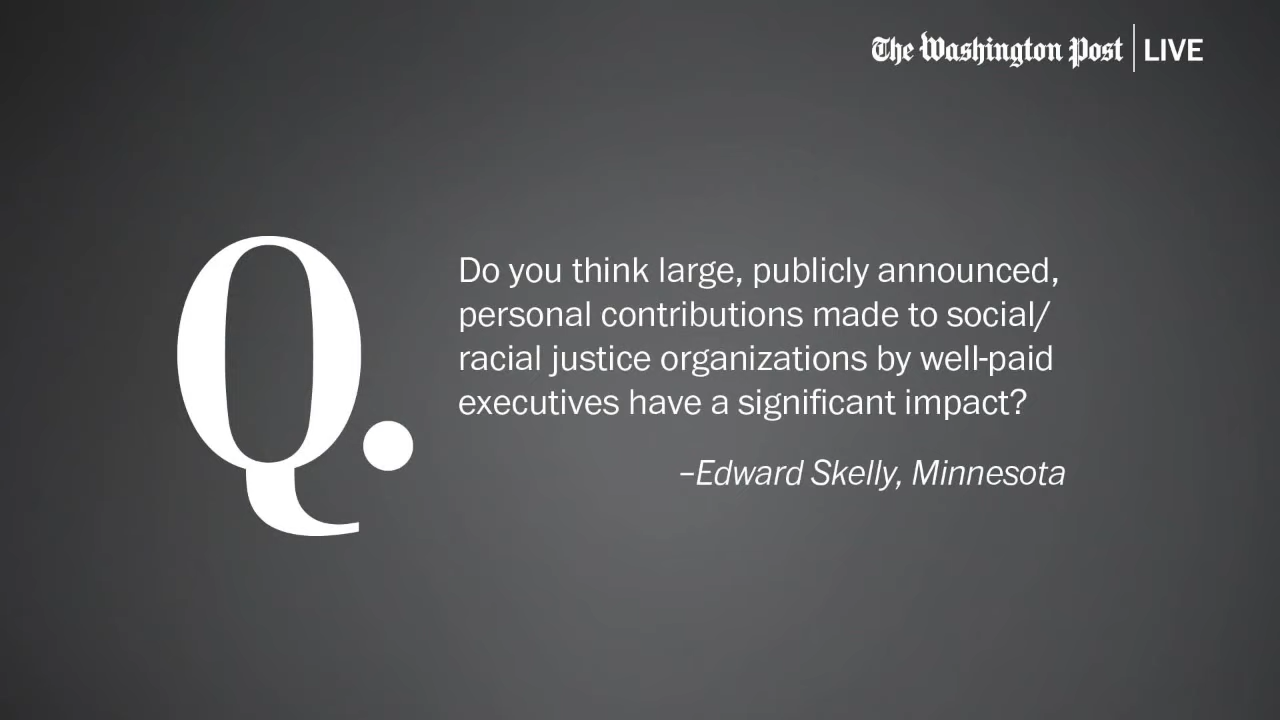 The Washington Post | LIVE
Q.
Do you think large, publicly announced,
personal contributions made to social/
racial justice organizations by well-paid
executives have a significant impact?
–Edward Skelly, Minnesota